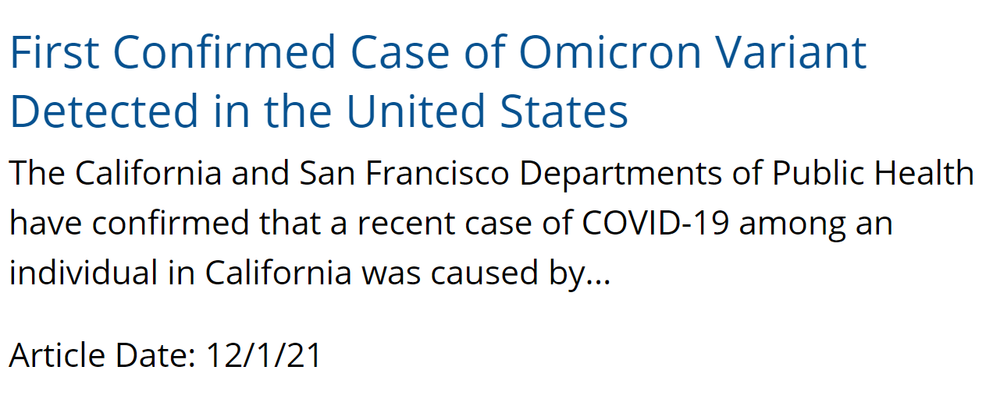 First Confirmed Case of Omicron Variant
Detected in the United States
The California and San Francisco Departments of Public Health
have confirmed that a recent case of COVID-19 among an
individual in California was caused by...
Article Date: 12/1/21